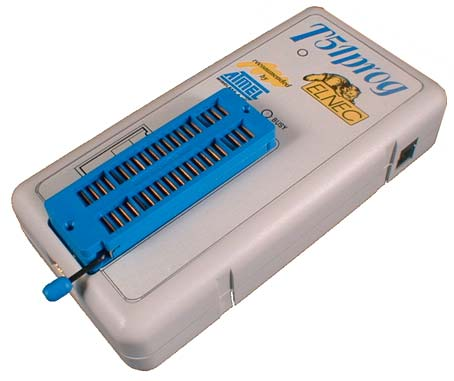 T51prog
ELNEC
recommended
by
ATMEL
BUSY